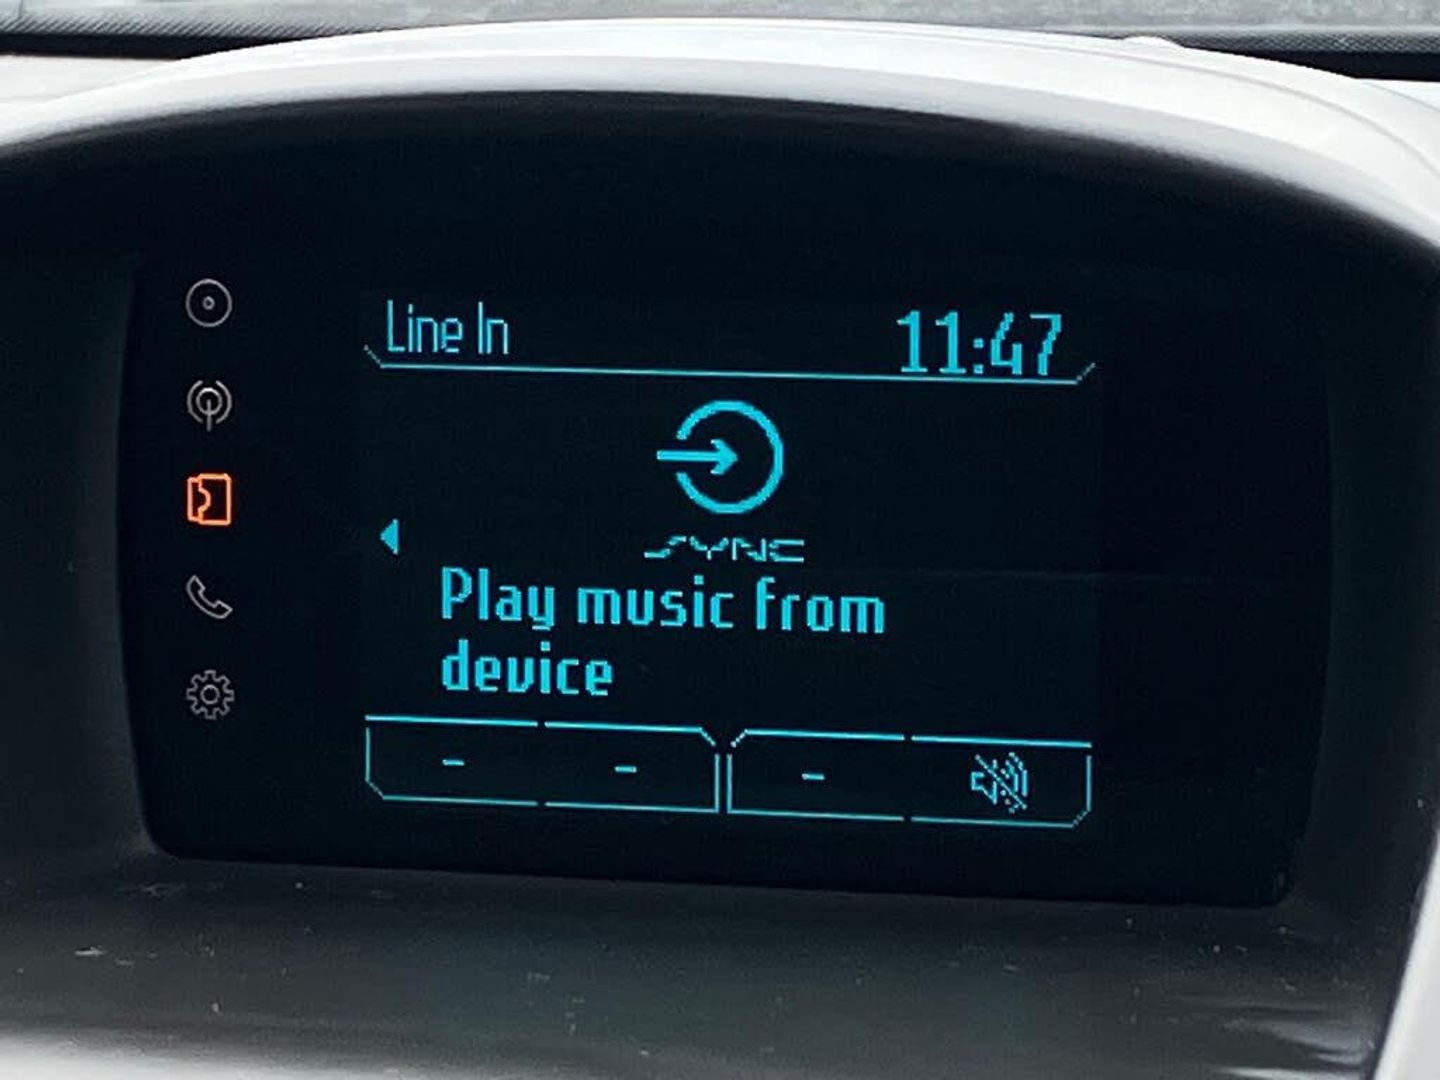 Line In 11:47
SYNC
Play music from
device
- - -